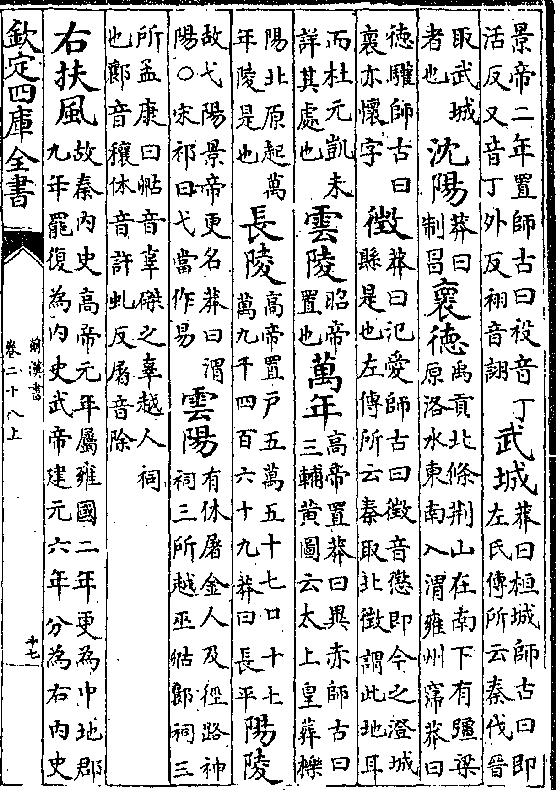 景帝二年置師古曰祋音丁活反又音丁外反祤音詡 武城 莽曰桓城師古曰即左氏傳所云秦伐晉
取武城者也 沈陽 莽曰制昌 褱德 禹貢北條荆山在南下有彊梁原洛水東南入渭雍州寖莽曰
德驩師古曰褱亦懷字 徵 莽曰氾愛師古曰徵音懲即今之澄城縣是也左傳所云秦取北徵謂此地耳
而杜元凱未詳其處也 雲陵 昭帝置也 萬年 高帝置莽曰異赤師古曰三輔黄圖云太上皇葬櫟
陽北原起萬年陵是也 長陵 高帝置戸五萬五十七口十七萬九千四百六十九莽曰長平 陽陵
故弋陽景帝更名莽曰渭陽○宋祁曰弋當作易 雲陽 有休屠金人及徑路神祠三所越巫祠三
所孟康曰音辜磔之辜越人祠也音穰休音許虬反屠音除
右扶風 故秦內史高帝元年屬雍國二年更為中地郡九年罷復為內史武帝建元六年分為右內史
欽定四庫全書 前漢書卷二十八上 十七